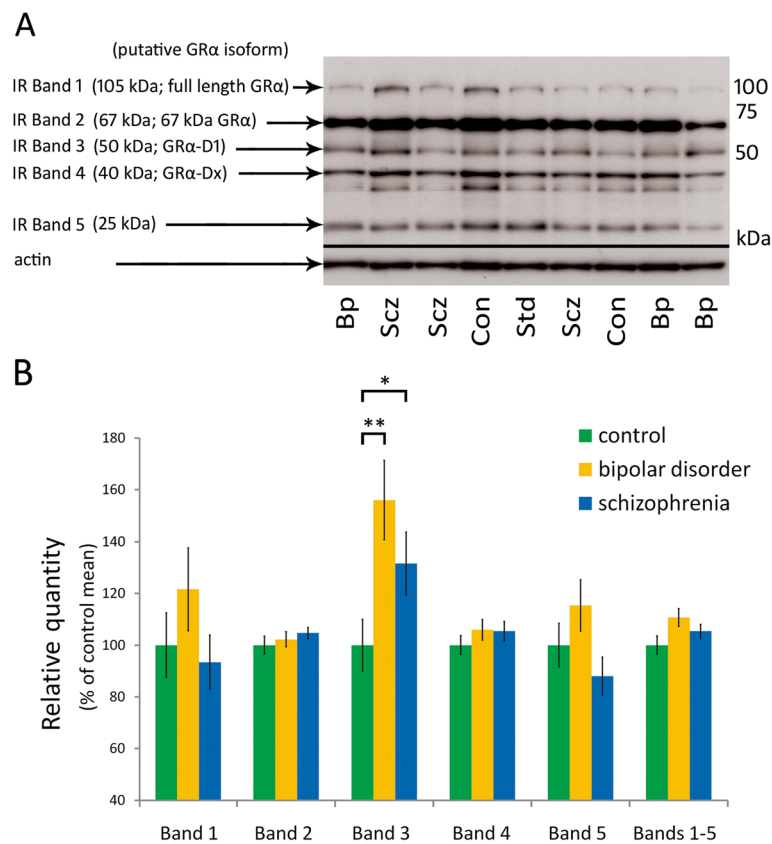 A
(putative GRα isoform)
IR Band 1 (105 kDa; full length GRα)
IR Band 2 (67 kDa; 67 kDa GRα)
IR Band 3 (50 kDa; GRα-D1)
IR Band 4 (40 kDa; GRα-Dx)
IR Band 5 (25 kDa)
actin
100
75
50
kDa
Bp Scz Scz Con Std Scz Con Bp Bp
B
*
**
control
bipolar disorder
schizophrenia
Relative quantity
(% of control mean)
180
160
140
120
100
80
60
40
Band 1 Band 2 Band 3 Band 4 Band 5 Bands 1-5